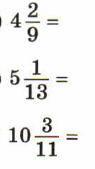 4 2/9 =
5 1/13 =
10 3/11 =